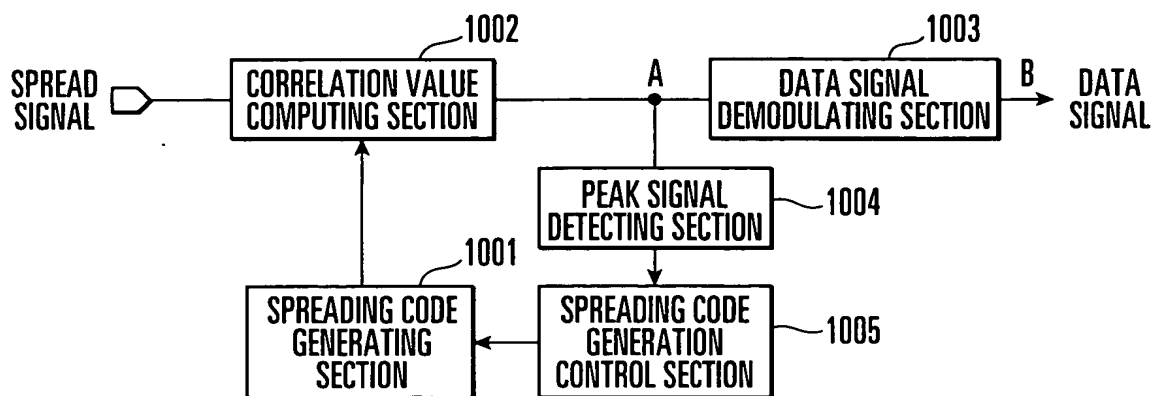 1002
1003
SPREAD
SIGNAL
CORRELATION VALUE
COMPUTING SECTION
A
DATA SIGNAL
DEMODULATING SECTION
B
DATA
SIGNAL
PEAK SIGNAL
DETECTING SECTION
1004
1001
SPREADING CODE
GENERATING
SECTION
SPREADING CODE
GENERATION
CONTROL SECTION
1005